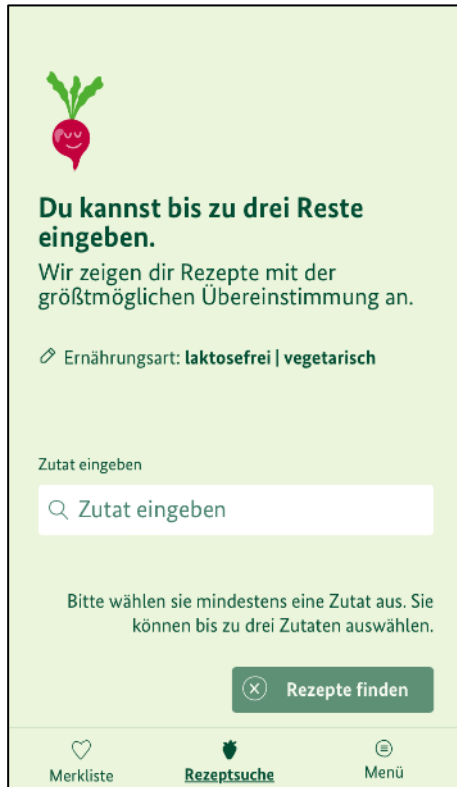 Du kannst bis zu drei Reste
eingeben.
Wir zeigen dir Rezepte mit der
größtmöglichen Übereinstimmung an.
Ernährungsart: laktosefrei | vegetarisch
Zutat eingeben
Zutat eingeben
Bitte wählen sie mindestens eine Zutat aus. Sie
können bis zu drei Zutaten auswählen.
Rezepte finden
Merkliste Rezeptsuche Menü